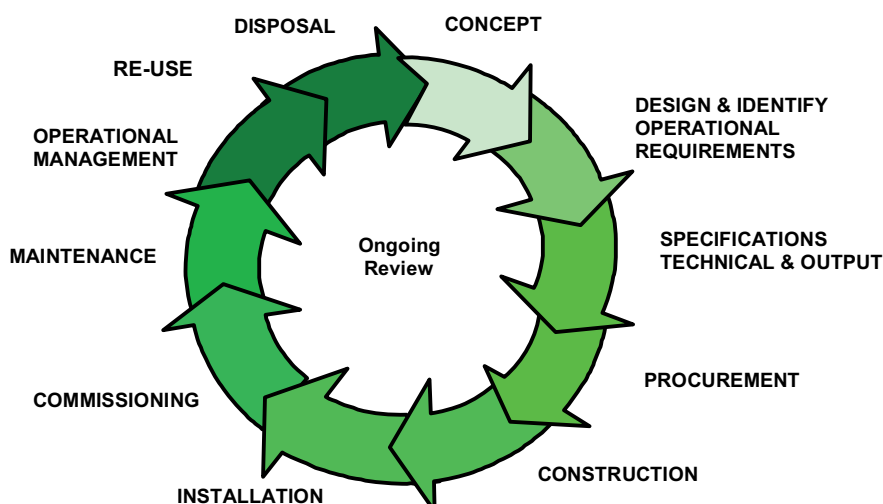 CONCEPT
DESIGN & IDENTIFY
OPERATIONAL
REQUIREMENTS
SPECIFICATIONS
TECHNICAL & OUTPUT
PROCUREMENT
CONSTRUCTION
INSTALLATION
COMMISSIONING
MAINTENANCE
OPERATIONAL
MANAGEMENT
RE-USE
DISPOSAL
Ongoing
Review